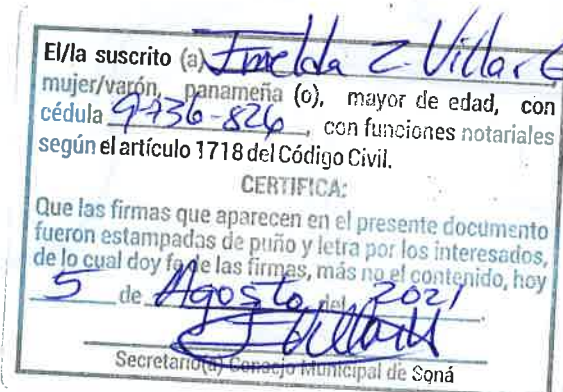 El/la suscrito (a) Imelda Z. Villar
mujer/varón, panameña (o), mayor de edad, con
cédula 9-736-826, con funciones notariales
según el artículo 1718 del Código Civil.
CERTIFICA:
Que las firmas que aparecen en el presente documento
fueron estampadas de puño y letra por los interesados,
de lo cual doy fe de las firmas, más no el contenido, hoy
5 de Agosto del 2021.
Secretario(a) Consejo Municipal de Soná